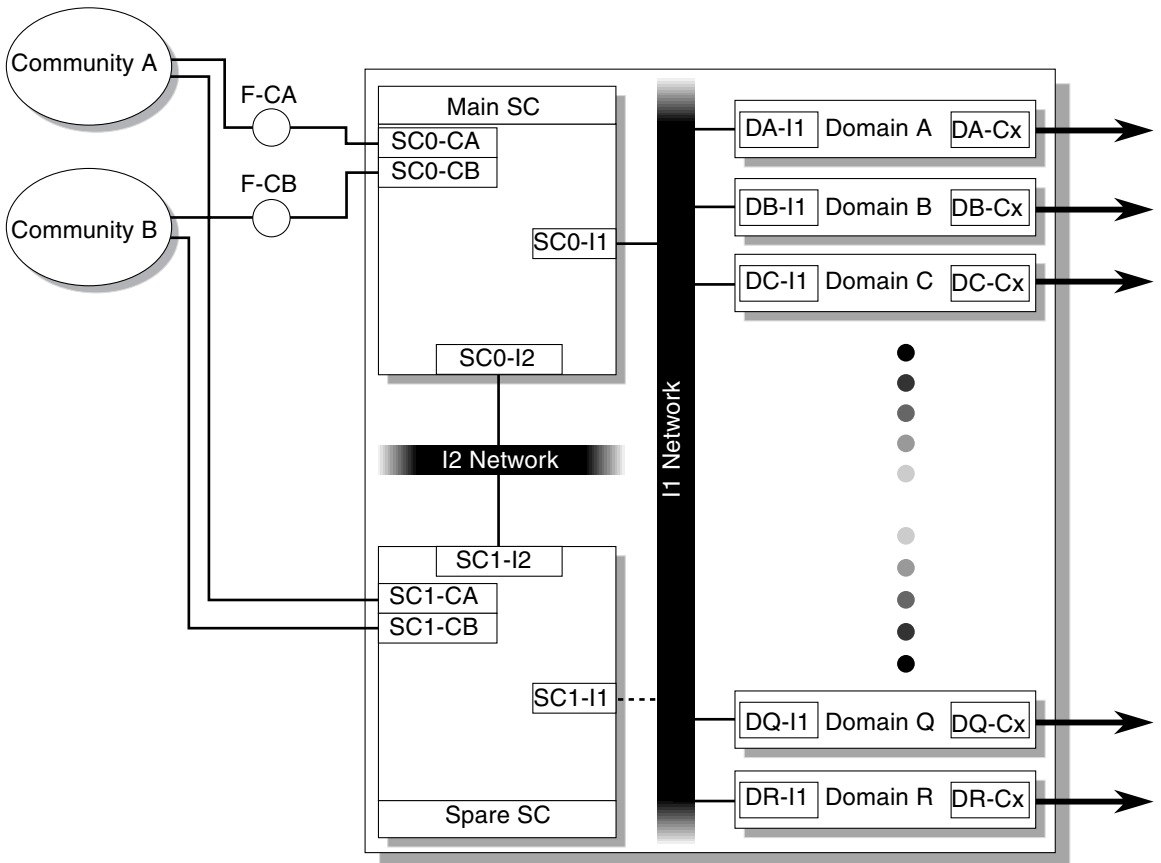 Community A
F-CA
Community B
F-CB
Main SC
SC0-CA
SC0-CB
SC0-I1
SC0-I2
I2 Network
SC1-I2
SC1-CA
SC1-CB
SC1-I1
Spare SC
I1 Network
DA-I1 Domain A DA-Cx
DB-I1 Domain B DB-Cx
DC-I1 Domain C DC-Cx
DQ-I1 Domain Q DQ-Cx
DR-I1 Domain R DR-Cx